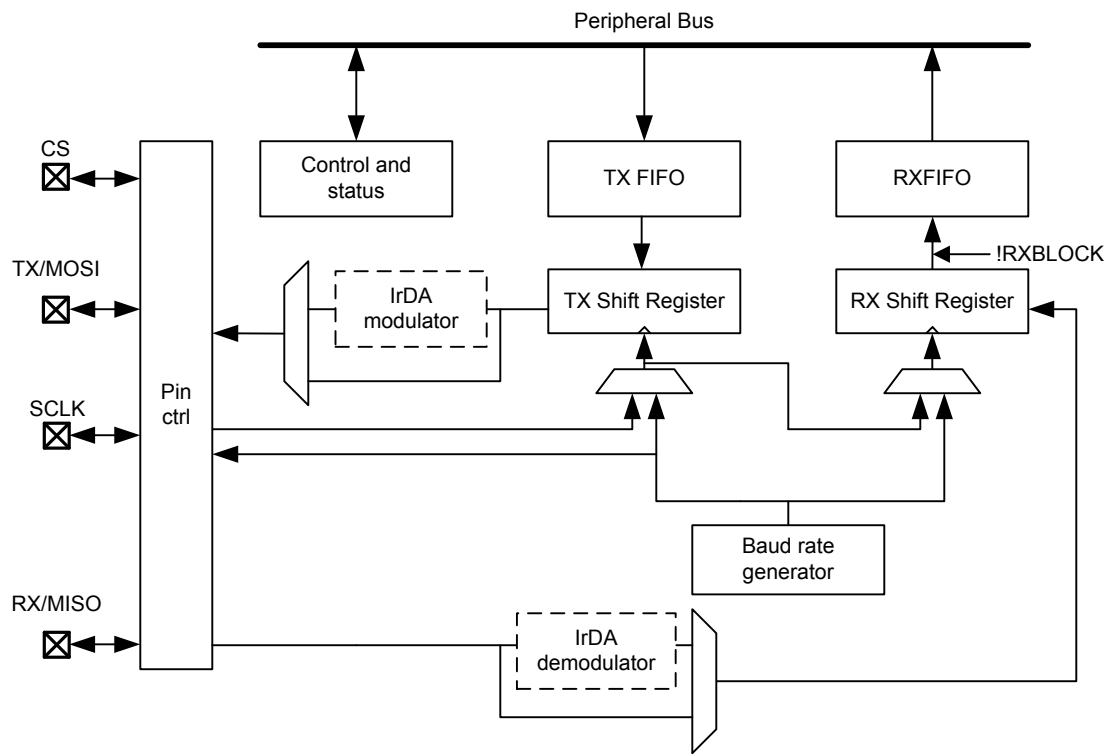 Peripheral Bus
CS
Control and
status
TX FIFO
RXFIFO
!RXBLOCK
TX/MOSI
IrDA
modulator
TX Shift Register
RX Shift Register
Pin
ctrl
SCLK
Baud rate
generator
RX/MISO
IrDA
demodulator